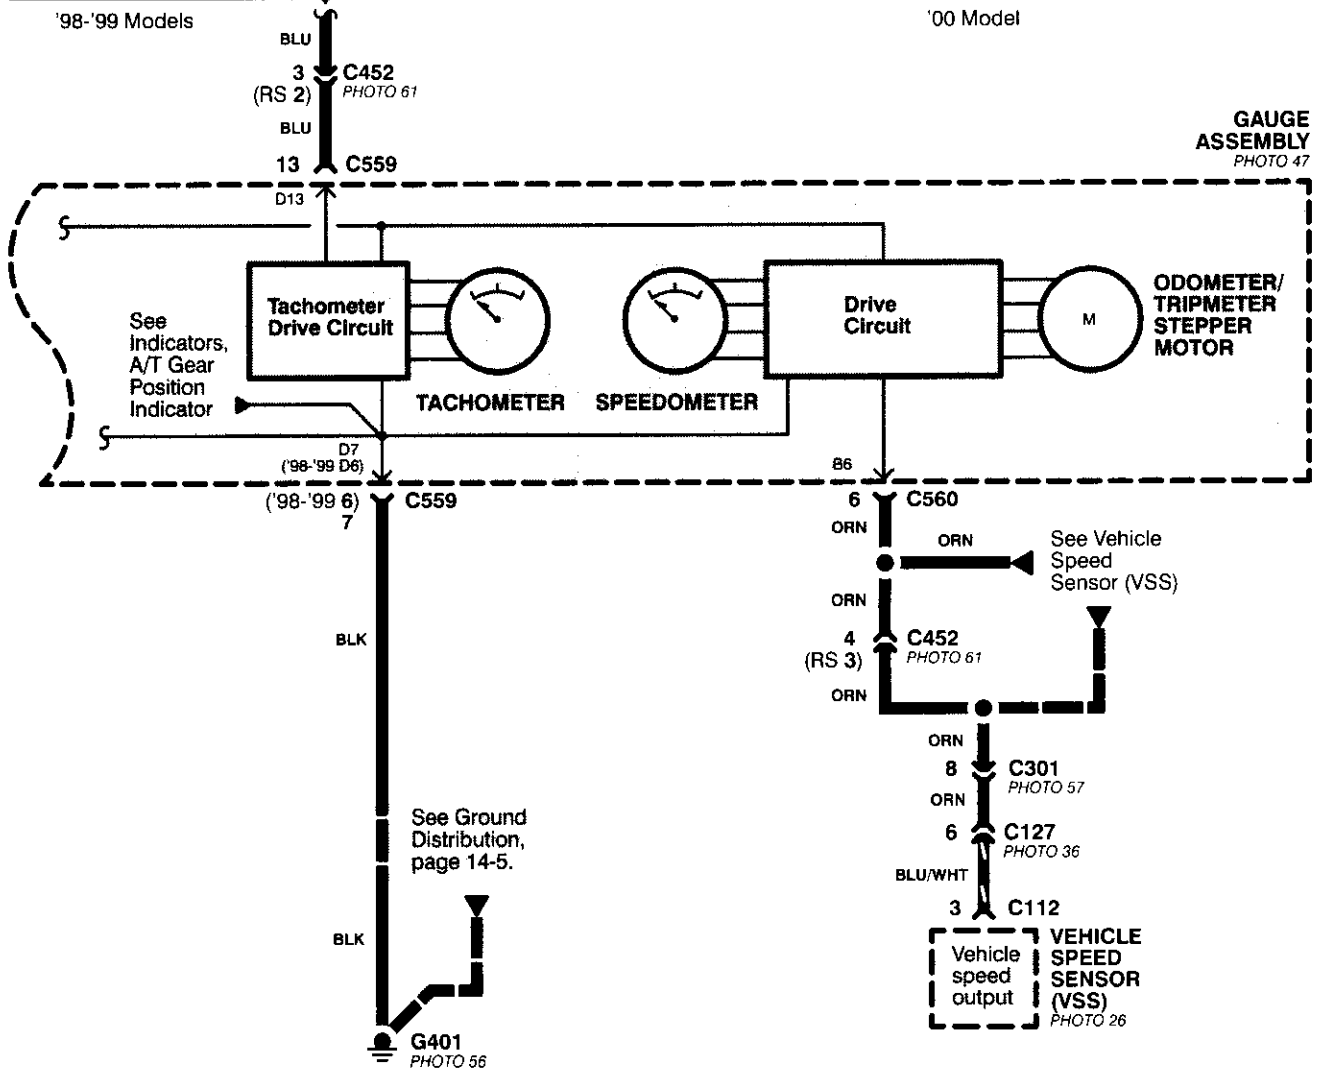 '98-'99 Models
'00 Model
BLU
3
C452
(RS 2)
PHOTO 61
BLU
13
C559
GAUGE
ASSEMBLY
PHOTO 47
D13
Tachometer
Drive Circuit
Drive
Circuit
M
ODOMETER/
TRIPMETER
STEPPER
MOTOR
See
Indicators,
A/T Gear
Position
Indicator
TACHOMETER
SPEEDOMETER
D7
('98-'99 D6)
B6
('98-'99 6)
7
C559
6
C560
ORN
ORN
See Vehicle
Speed
Sensor (VSS)
ORN
BLK
4
C452
(RS 3)
PHOTO 61
ORN
ORN
8
C301
PHOTO 57
ORN
See Ground
Distribution,
page 14-5.
6
C127
PHOTO 36
BLU/WHT
3
C112
BLK
Vehicle
speed
output
VEHICLE
SPEED
SENSOR
(VSS)
PHOTO 26
G401
PHOTO 56